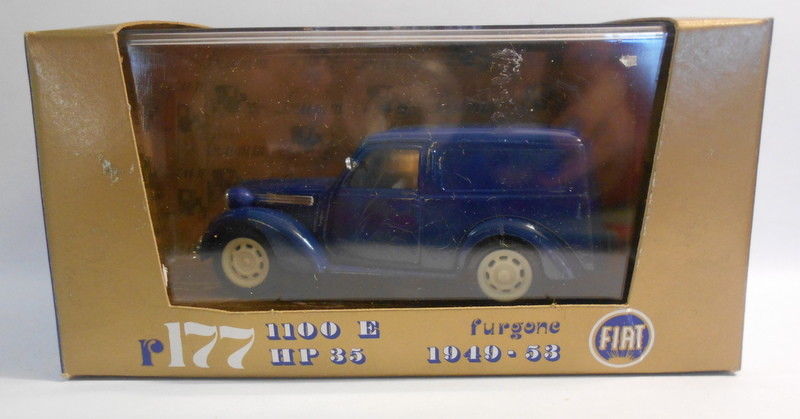 r177
1100 E
HP 35
furgone
1949-53
FIAT